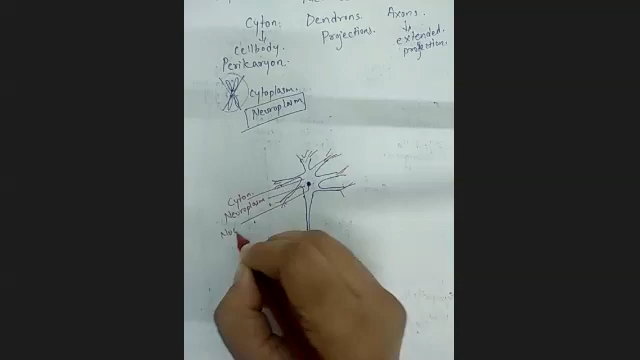 Cyton. Dendrons. Axons.
Cellbody. Projections. extended
Perikaryon. projection.
Cytoplasm.
Neuroplasm
Cyton.
Neuroplasm